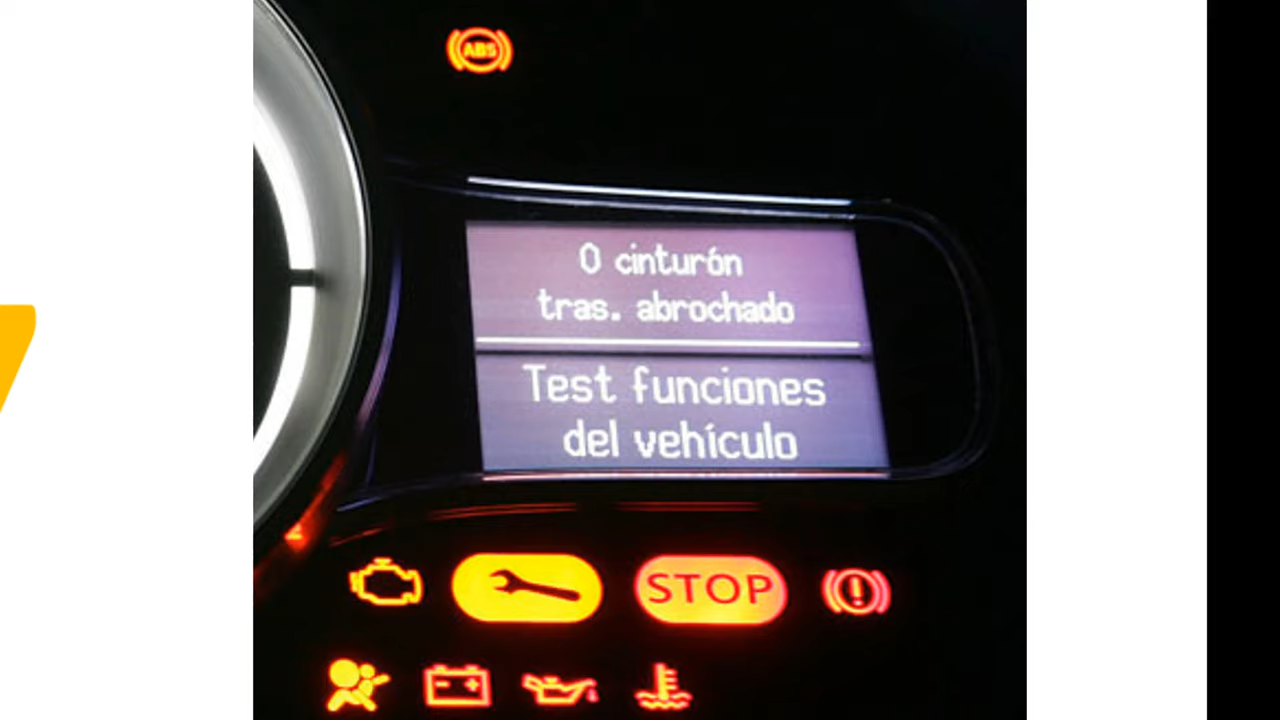 ABS
0 cinturón
tras. abrochado
Test funciones
del vehículo
STOP